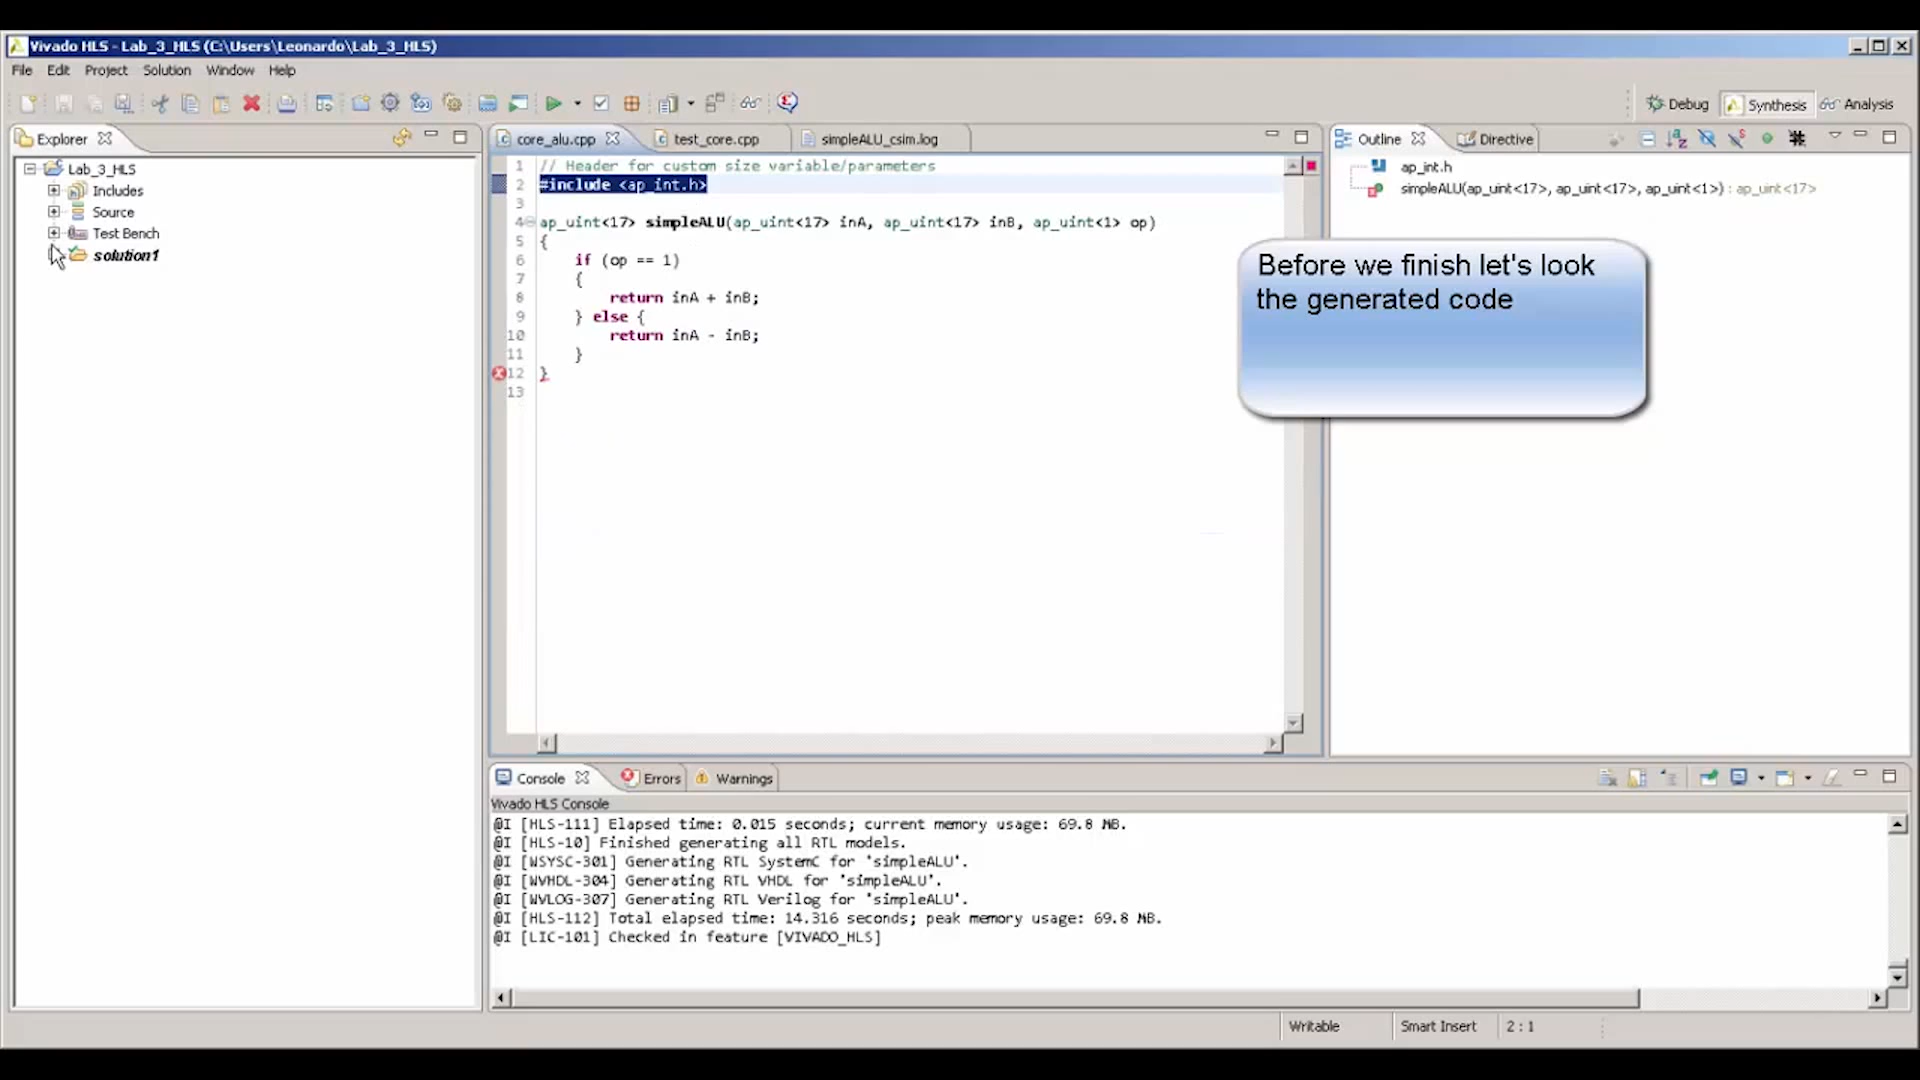 Vivado HLS - Lab_3_HLS (C:\Users\Leonardo\Lab_3_HLS)
File Edit Project Solution Window Help
Debug Synthesis Analysis
Explorer
Lab_3_HLS
Includes
Source
Test Bench
solution1
core_alu.cpp test_core.cpp simpleALU_csim.log
1 // Header for custom size variable/parameters
2 #include <ap_int.h>
3
4 ap_uint<17> simpleALU(ap_uint<17> inA, ap_uint<17> inB, ap_uint<1> op)
5 {
6 if (op == 1)
7 {
8 return inA + inB;
9 } else {
10 return inA - inB;
11 }
12 }
13
Outline Directive
ap_int.h
simpleALU(ap_uint<17>, ap_uint<17>, ap_uint<1>) : ap_uint<17>
Before we finish let's look
the generated code
Console Errors Warnings
Vivado HLS Console
@I [HLS-111] Elapsed time: 0.015 seconds; current memory usage: 69.8 MB.
@I [HLS-10] Finished generating all RTL models.
@I [WSYSC-301] Generating RTL SystemC for 'simpleALU'.
@I [WVHDL-304] Generating RTL VHDL for 'simpleALU'.
@I [WVLOG-307] Generating RTL Verilog for 'simpleALU'.
@I [HLS-112] Total elapsed time: 14.316 seconds; peak memory usage: 69.8 MB.
@I [LIC-101] Checked in feature [VIVADO_HLS]
Writable Smart Insert 2 : 1